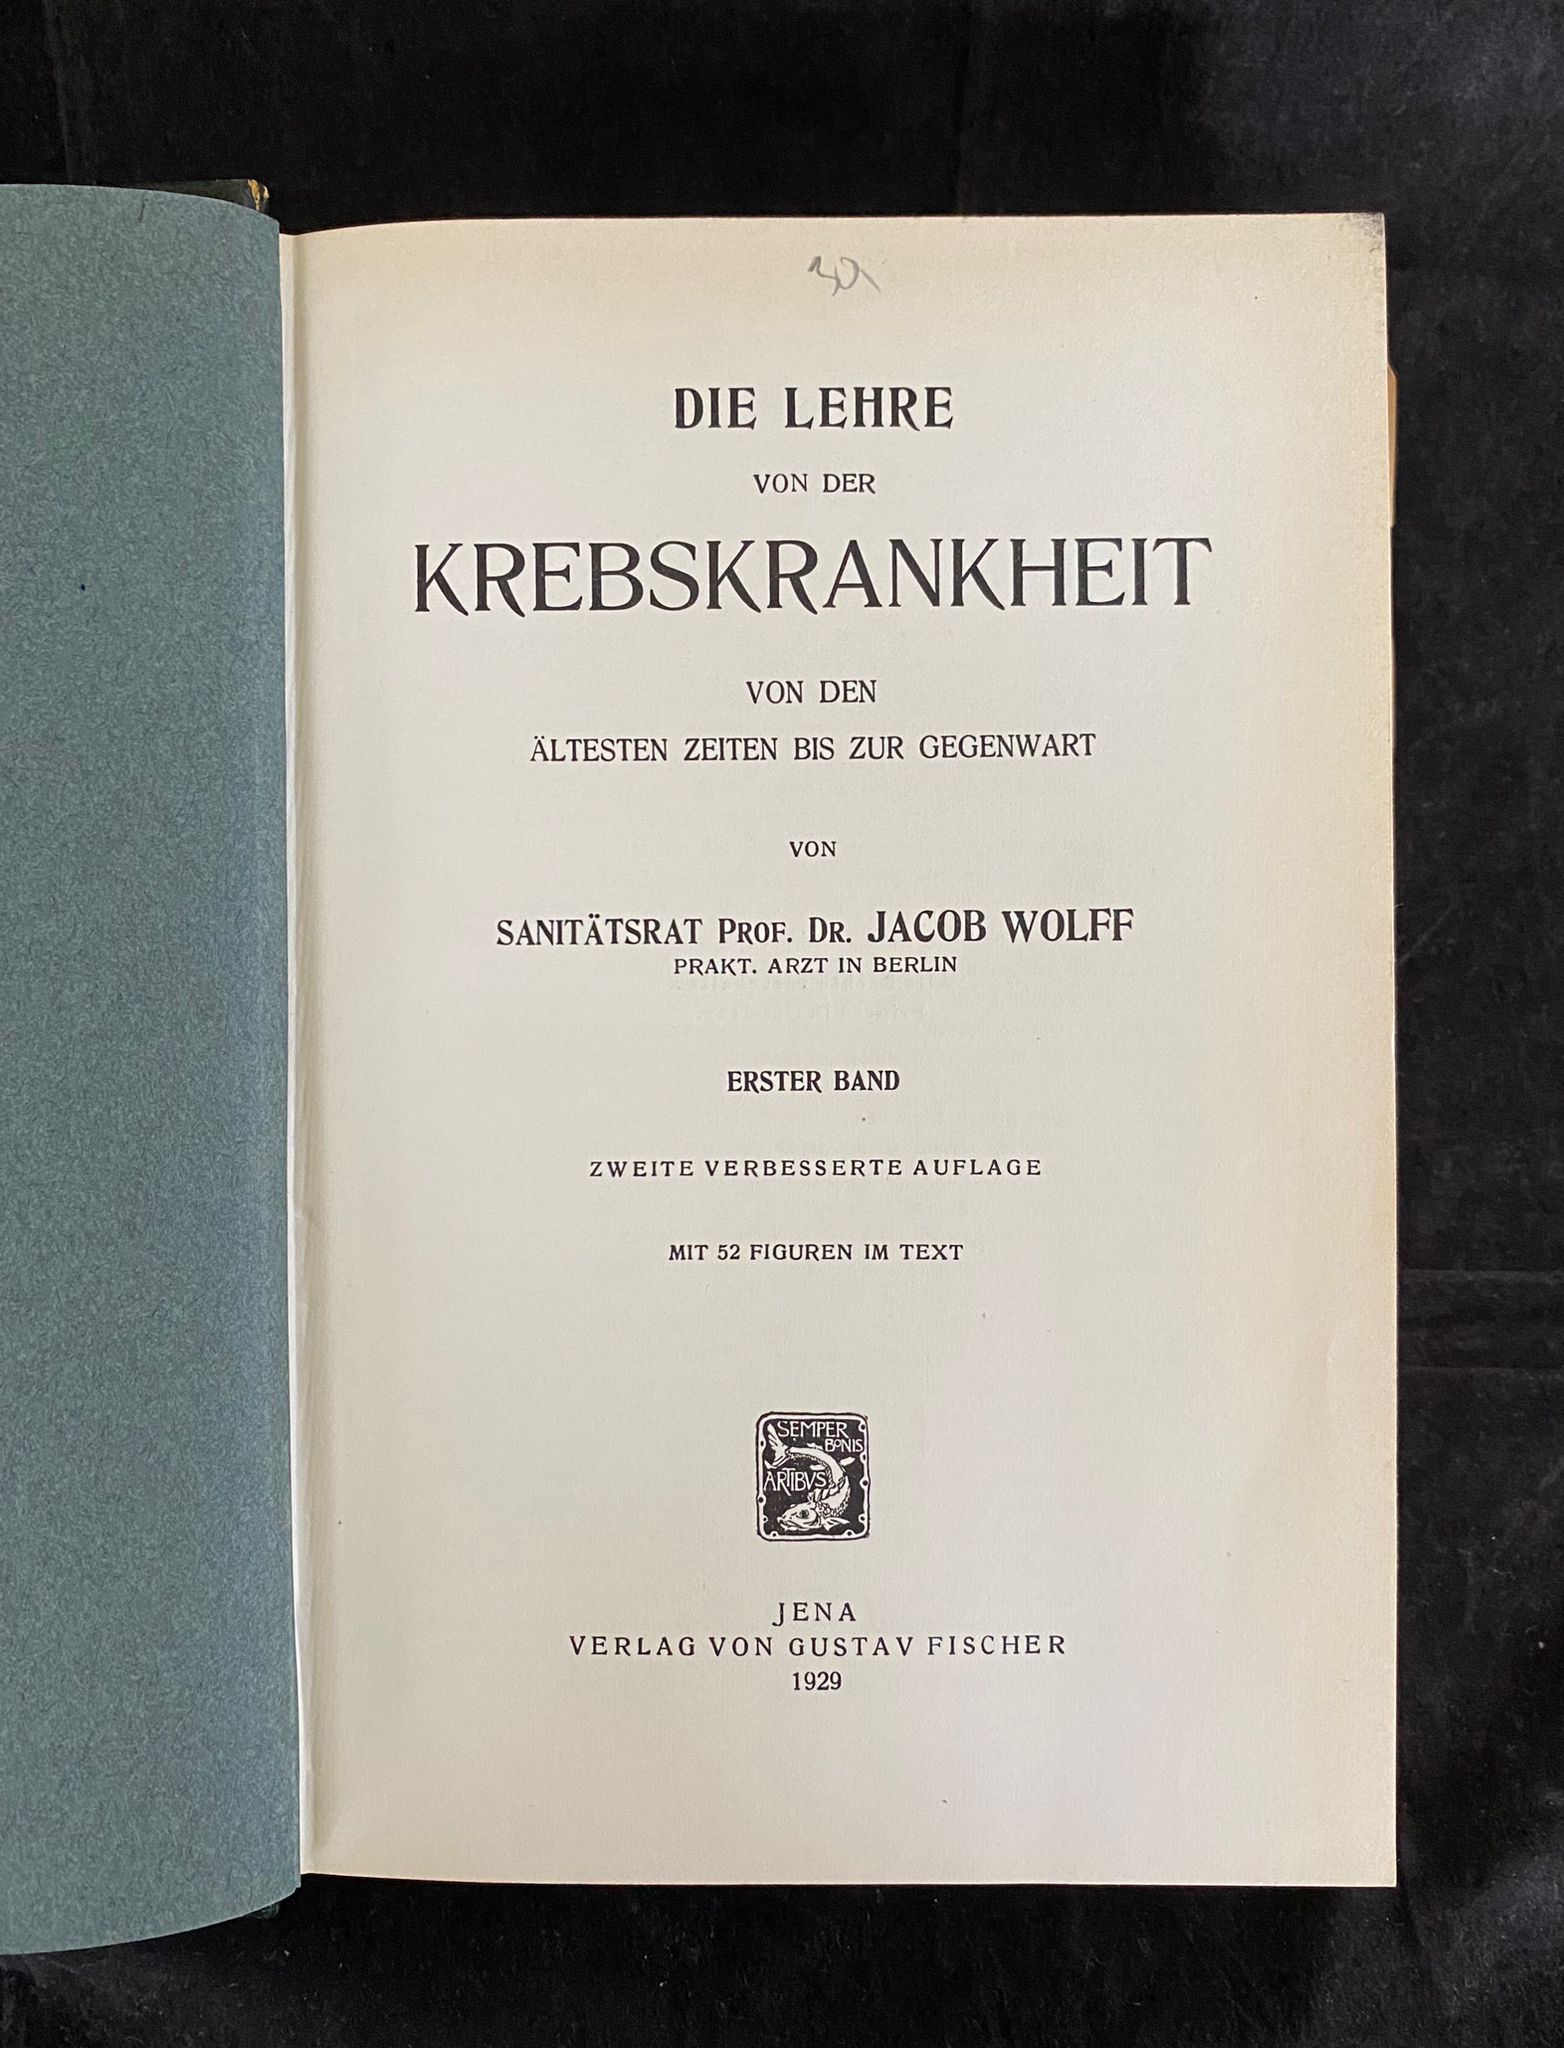 DIE LEHRE
VON DER
KREBSKRANKHEIT
VON DEN
ÄLTESTEN ZEITEN BIS ZUR GEGENWART
VON
SANITÄTSRAT PROF. DR. JACOB WOLFF
PRAKT. ARZT IN BERLIN
ERSTER BAND
ZWEITE VERBESSERTE AUFLAGE
MIT 52 FIGUREN IM TEXT
SEMPER
BONIS
ARTIBVS
JENA
VERLAG VON GUSTAV FISCHER
1929